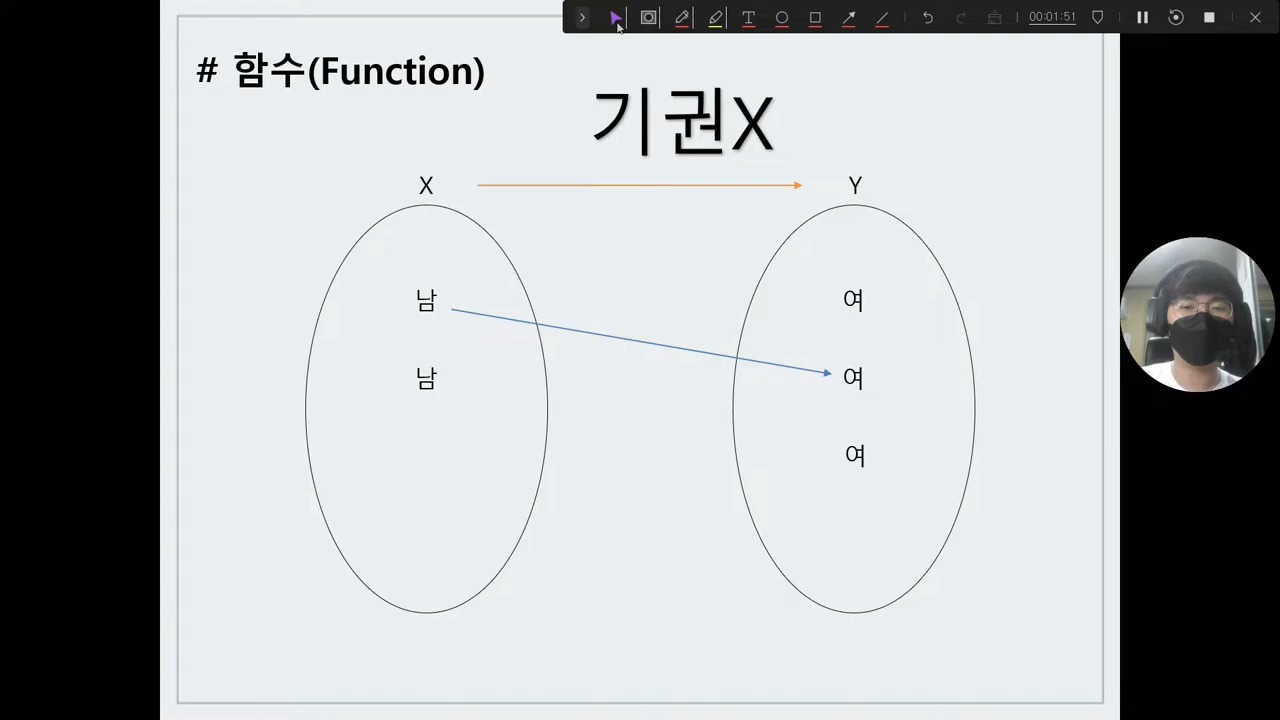 00:01:51
# 함수(Function)
기권X
X
Y
남
여
남
여
여